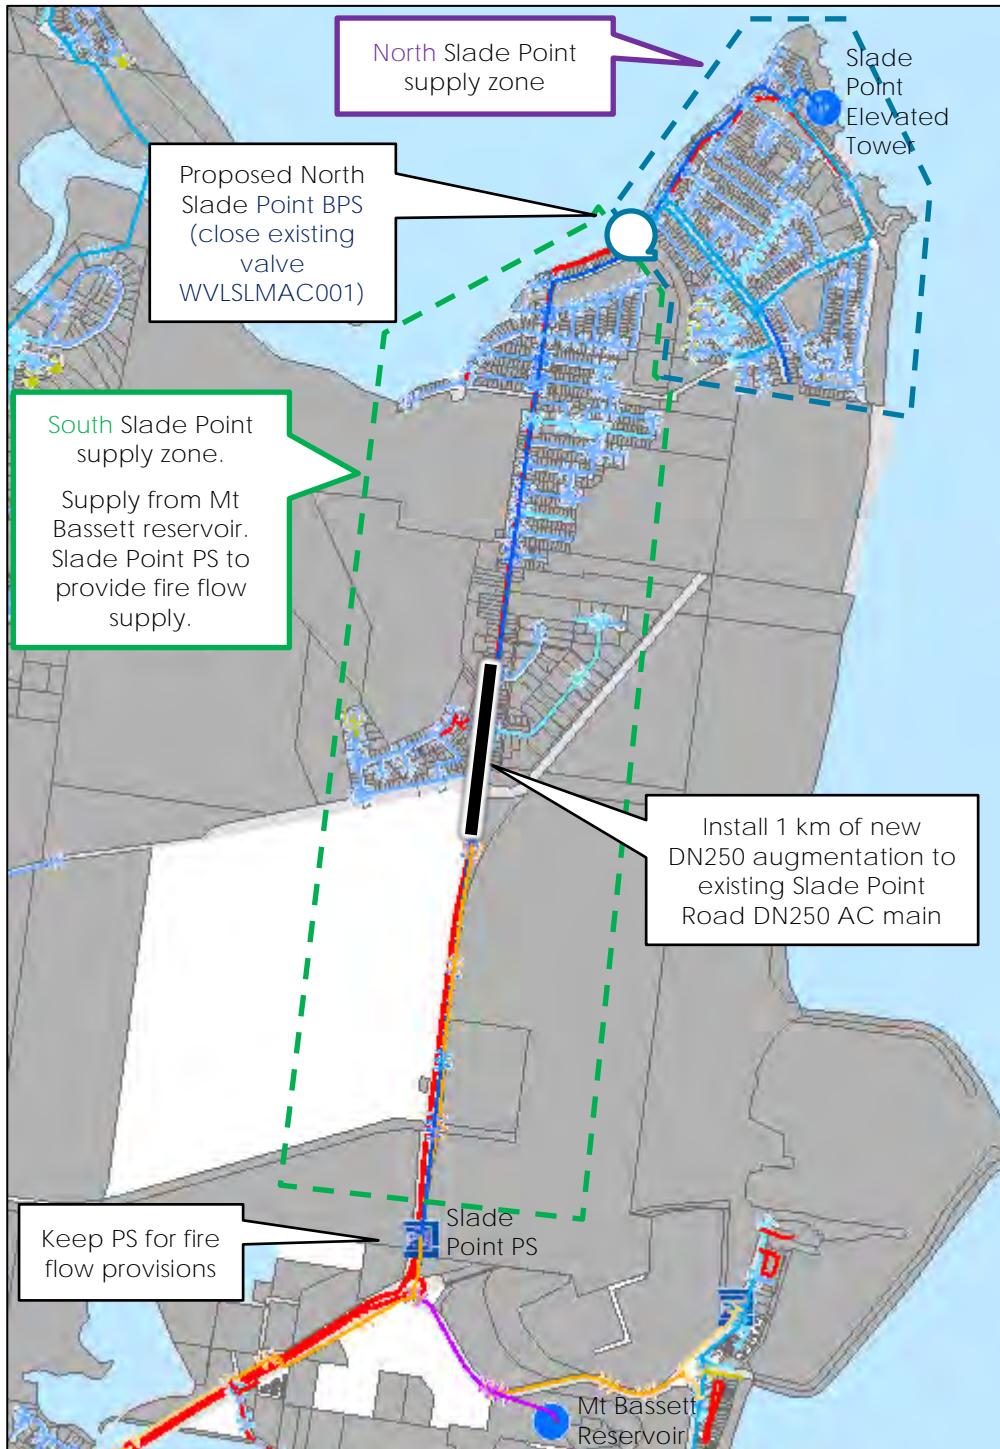 North Slade Point
supply zone
Slade
Point
Elevated
Tower
Proposed North
Slade Point BPS
(close existing
valve
WVLSLMAC001)
South Slade Point
supply zone.
Supply from Mt
Bassett reservoir.
Slade Point PS to
provide fire flow
supply.
Install 1 km of new
DN250 augmentation to
existing Slade Point
Road DN250 AC main
Keep PS for fire
flow provisions
Slade
Point PS
Mt Bassett
Reservoir